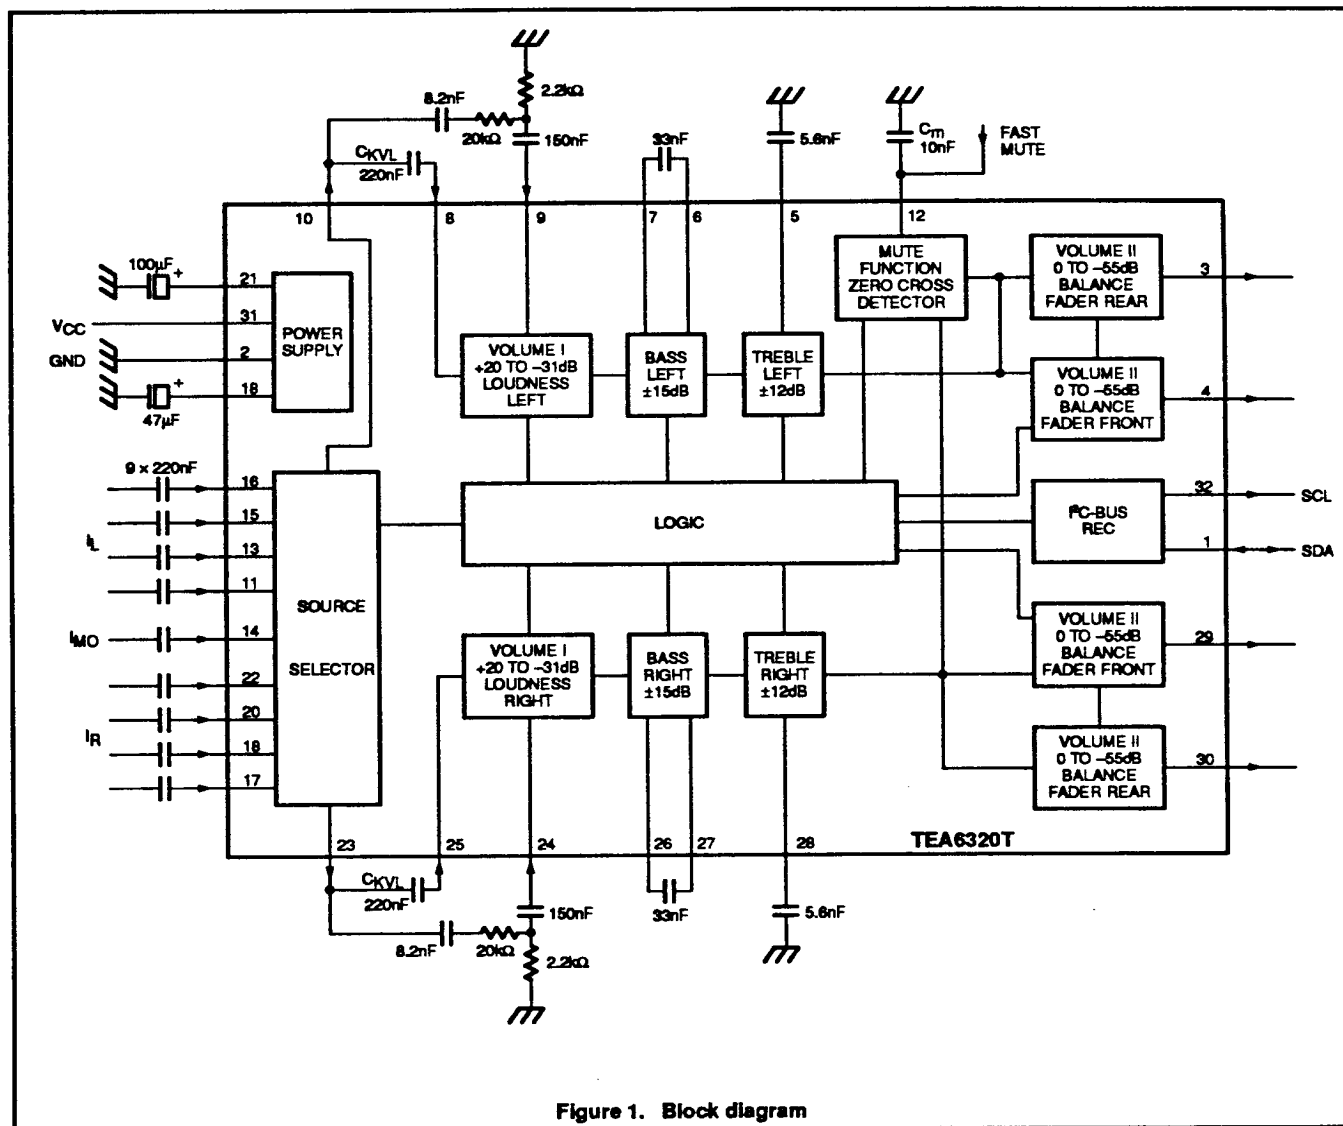 2.2kΩ
8.2nF
20kΩ
150nF
33nF
5.6nF
Cm
10nF
FAST
MUTE
CKVL
220nF
10
8
9
7
6
5
12
100μF
+
21
VCC
31
GND
2
18
+
47μF
POWER
SUPPLY
VOLUME I
+20 TO –31dB
LOUDNESS
LEFT
BASS
LEFT
±15dB
TREBLE
LEFT
±12dB
MUTE
FUNCTION
ZERO CROSS
DETECTOR
VOLUME II
0 TO –55dB
BALANCE
FADER REAR
3
VOLUME II
0 TO –55dB
BALANCE
FADER FRONT
4
9 × 220nF
16
15
IL
13
11
IMO
14
22
20
IR
18
17
SOURCE
SELECTOR
LOGIC
I²C-BUS
REC
32
SCL
1
SDA
VOLUME I
+20 TO –31dB
LOUDNESS
RIGHT
BASS
RIGHT
±15dB
TREBLE
RIGHT
±12dB
VOLUME II
0 TO –55dB
BALANCE
FADER FRONT
29
VOLUME II
0 TO –55dB
BALANCE
FADER REAR
30
TEA6320T
23
25
24
26
27
28
CKVL
220nF
150nF
33nF
5.6nF
8.2nF
20kΩ
2.2kΩ
Figure 1. Block diagram